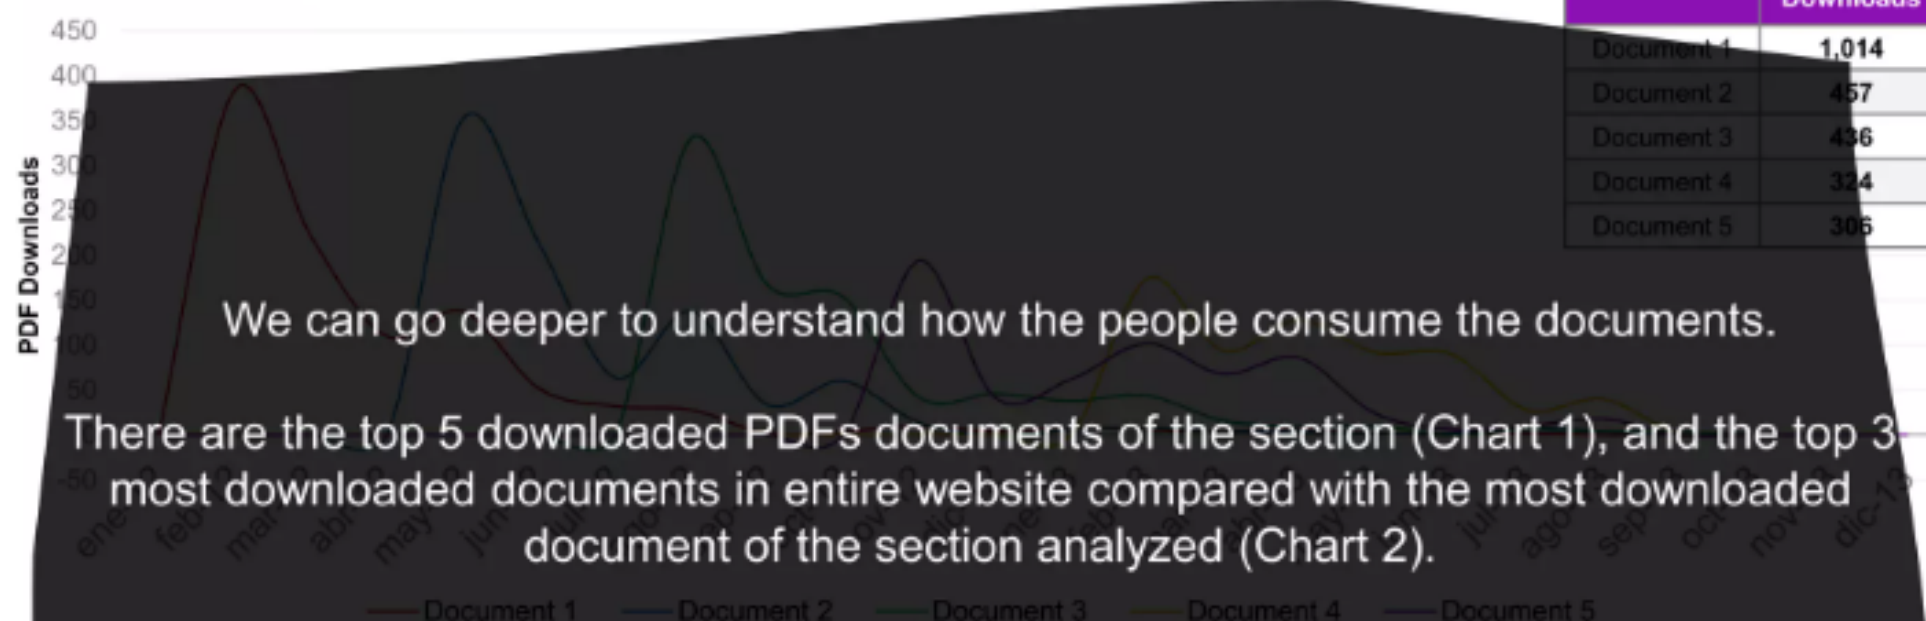 Downloads
450
400
350
300
250
200
150
100
50
-50
PDF Downloads
Document 1 1,014
Document 2 457
Document 3 436
Document 4 324
Document 5 306
We can go deeper to understand how the people consume the documents.
There are the top 5 downloaded PDFs documents of the section (Chart 1), and the top 3
most downloaded documents in entire website compared with the most downloaded
document of the section analyzed (Chart 2).
dic-13
Document 1 Document 2 Document 3 Document 4 Document 5